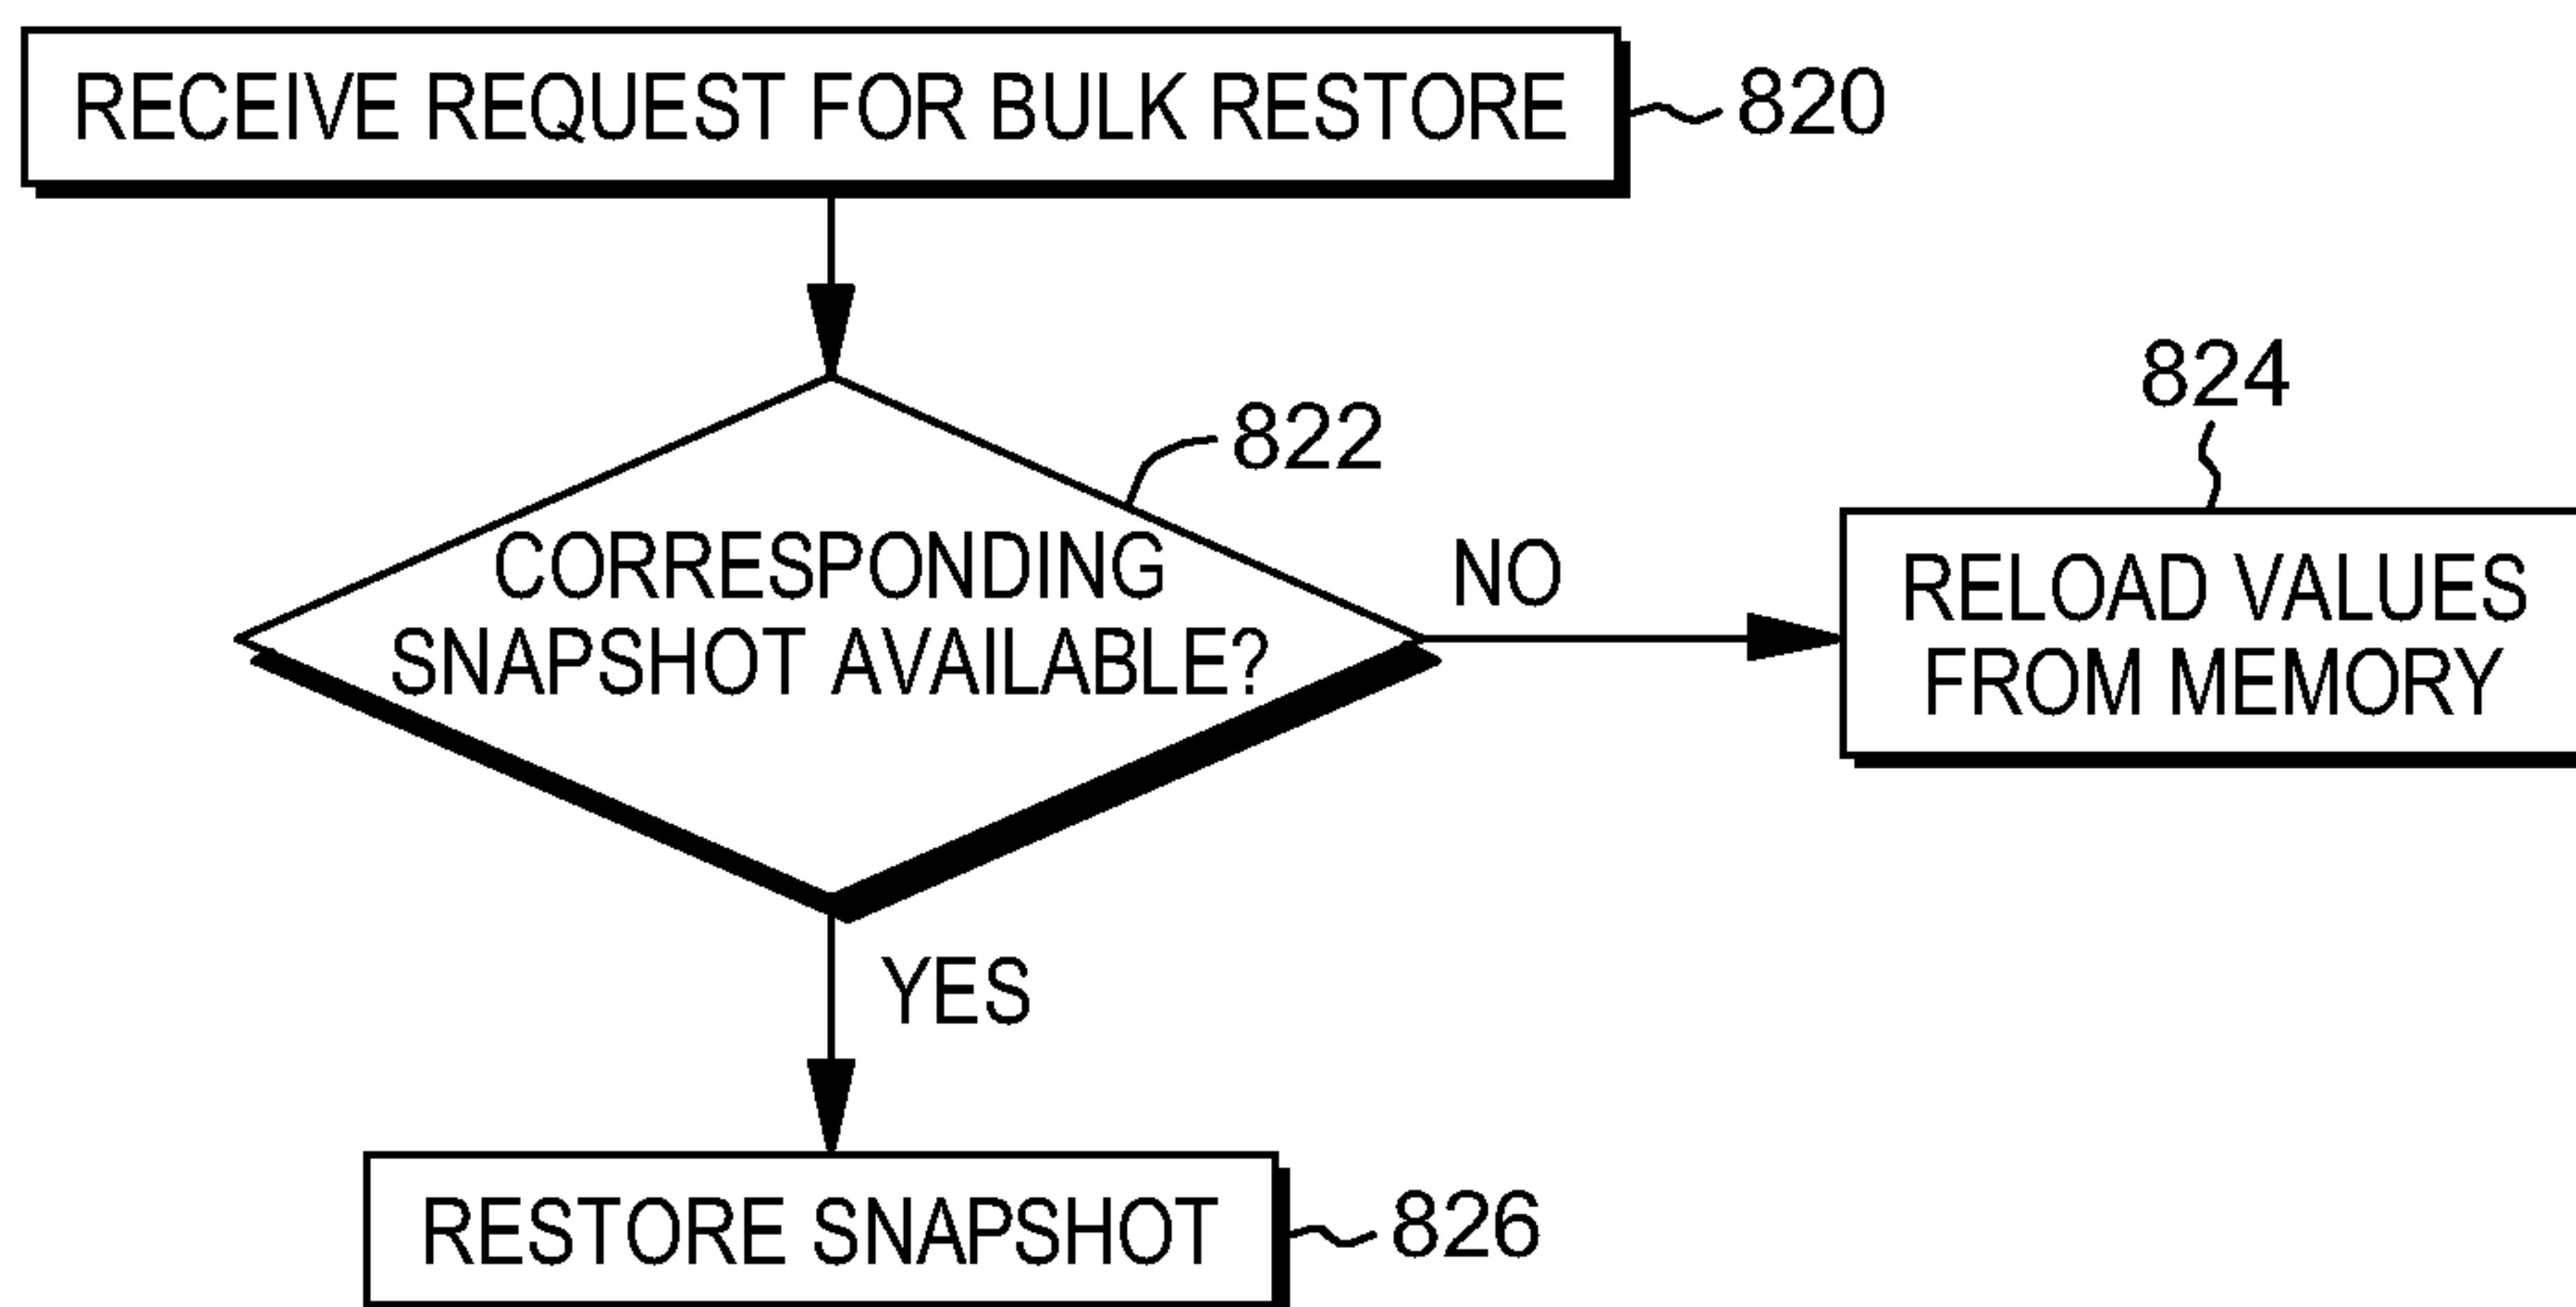 RECEIVE REQUEST FOR BULK RESTORE
820
822
CORRESPONDING
SNAPSHOT AVAILABLE?
NO
824
RELOAD VALUES
FROM MEMORY
YES
RESTORE SNAPSHOT
826